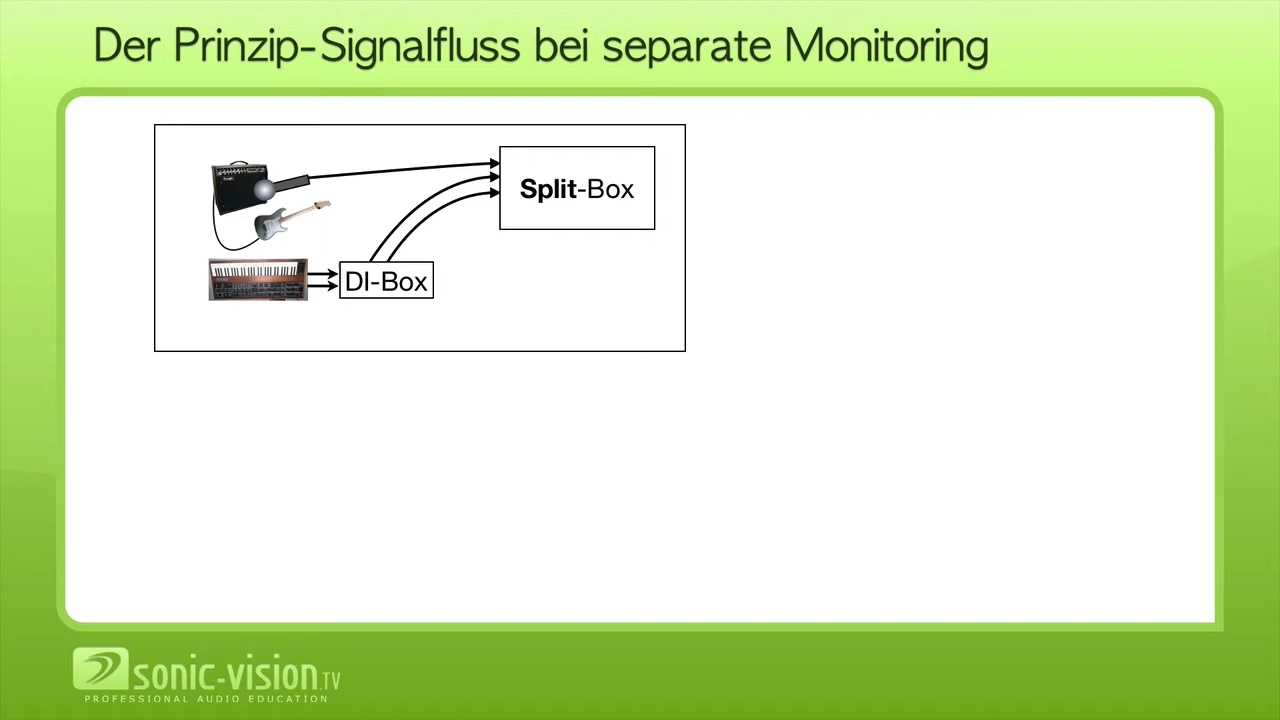 Der Prinzip-Signalfluss bei separate Monitoring
Split-Box
DI-Box
sonic-vision.TV
PROFESSIONAL AUDIO EDUCATION